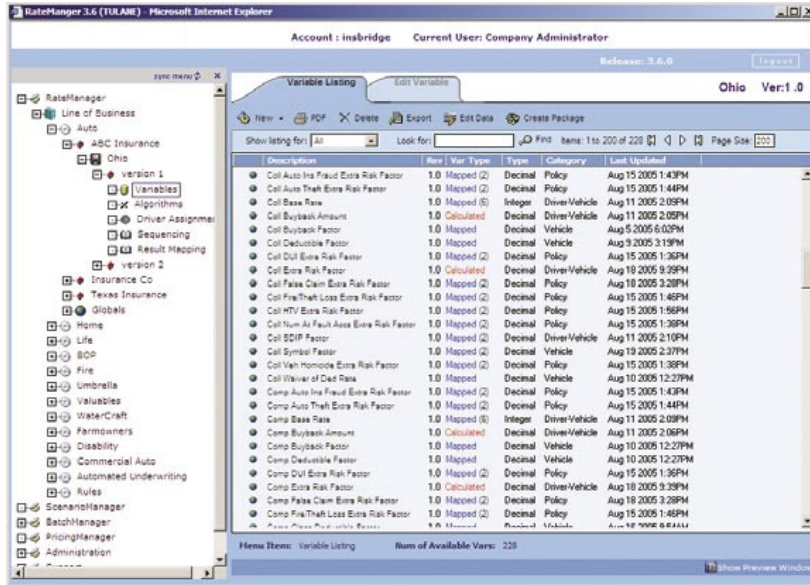 RateManger 3.6 (TULANE) - Microsoft Internet Explorer
Account : insbridge Current User: Company Administrator
Release: 3.6.0 logout
sync menu
RateManager
Line of Business
Auto
ABC Insurance
Ohio
version 1
Variables
Algorithms
Driver Assignmen
Sequencing
Result Mapping
version 2
Insurance Co
Texas Insurance
Globals
Home
Life
BOP
Fire
Umbrella
Valuables
WaterCraft
Farmowners
Disability
Commercial Auto
Automated Underwriting
Rules
ScenarioManager
BatchManager
PricingManager
Administration
Variable Listing Edit Variable Ohio Ver:1 .0
New PDF Delete Export Edit Data Create Package
Show listing for: All Look for: Find Items: 1 to 200 of 228 Page Size: 200
Description Rev Var Type Type Category Last Updated
Coll Auto Ins Fraud Extra Risk Factor 1.0 Mapped (2) Decimal Policy Aug 15 2005 1:43PM
Coll Auto Theft Extra Risk Factor 1.0 Mapped (2) Decimal Policy Aug 15 2005 1:44PM
Coll Base Rate 1.0 Mapped (6) Integer Driver-Vehicle Aug 11 2005 2:09PM
Coll Buyback Amount 1.0 Calculated Decimal Driver-Vehicle Aug 11 2005 2:05PM
Coll Buyback Factor 1.0 Mapped Decimal Vehicle Aug 5 2005 6:02PM
Coll Deductible Factor 1.0 Mapped Decimal Vehicle Aug 9 2005 3:19PM
Coll DUI Extra Risk Factor 1.0 Mapped (2) Decimal Policy Aug 15 2005 1:36PM
Coll Extra Risk Factor 1.0 Calculated Decimal Driver-Vehicle Aug 18 2005 9:39PM
Coll False Claim Extra Risk Factor 1.0 Mapped (2) Decimal Policy Aug 18 2005 3:28PM
Coll Fire/Theft Loss Extra Risk Factor 1.0 Mapped (2) Decimal Policy Aug 15 2005 1:46PM
Coll HTV Extra Risk Factor 1.0 Mapped (2) Decimal Policy Aug 15 2005 1:56PM
Coll Num At Fault Accs Extra Risk Factor 1.0 Mapped (2) Decimal Policy Aug 15 2005 1:38PM
Coll SDIP Factor 1.0 Mapped (2) Decimal Driver-Vehicle Aug 11 2005 2:10PM
Coll Symbol Factor 1.0 Mapped (2) Decimal Vehicle Aug 19 2005 2:37PM
Coll Veh Homicide Extra Risk Factor 1.0 Mapped (2) Decimal Policy Aug 15 2005 1:38PM
Coll Waiver of Ded Rate 1.0 Mapped Decimal Vehicle Aug 10 2005 12:27PM
Comp Auto Ins Fraud Extra Risk Factor 1.0 Mapped (2) Decimal Policy Aug 15 2005 1:43PM
Comp Auto Theft Extra Risk Factor 1.0 Mapped (2) Decimal Policy Aug 15 2005 1:44PM
Comp Base Rate 1.0 Mapped (6) Integer Driver-Vehicle Aug 11 2005 2:09PM
Comp Buyback Amount 1.0 Calculated Decimal Driver-Vehicle Aug 11 2005 2:06PM
Comp Buyback Factor 1.0 Mapped Decimal Vehicle Aug 10 2005 12:27PM
Comp Deductible Factor 1.0 Mapped Decimal Vehicle Aug 10 2005 12:27PM
Comp DUI Extra Risk Factor 1.0 Mapped (2) Decimal Policy Aug 15 2005 1:36PM
Comp Extra Risk Factor 1.0 Calculated Decimal Driver-Vehicle Aug 18 2005 9:39PM
Comp False Claim Extra Risk Factor 1.0 Mapped (2) Decimal Policy Aug 18 2005 3:28PM
Comp Fire/Theft Loss Extra Risk Factor 1.0 Mapped (2) Decimal Policy Aug 15 2005 1:46PM
Menu Item: Variable Listing Num of Available Vars: 228
Show Preview Window